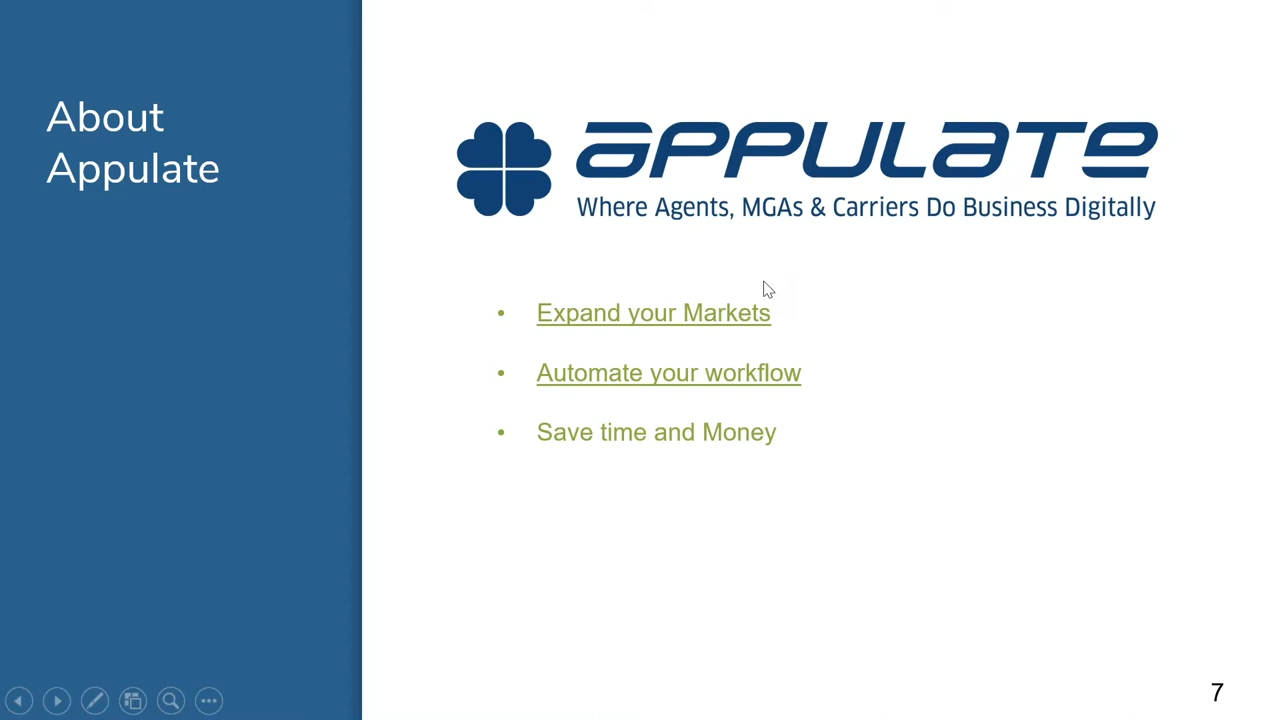 About
Appulate
APPULATE
Where Agents, MGAs & Carriers Do Business Digitally
• Expand your Markets
• Automate your workflow
• Save time and Money
7